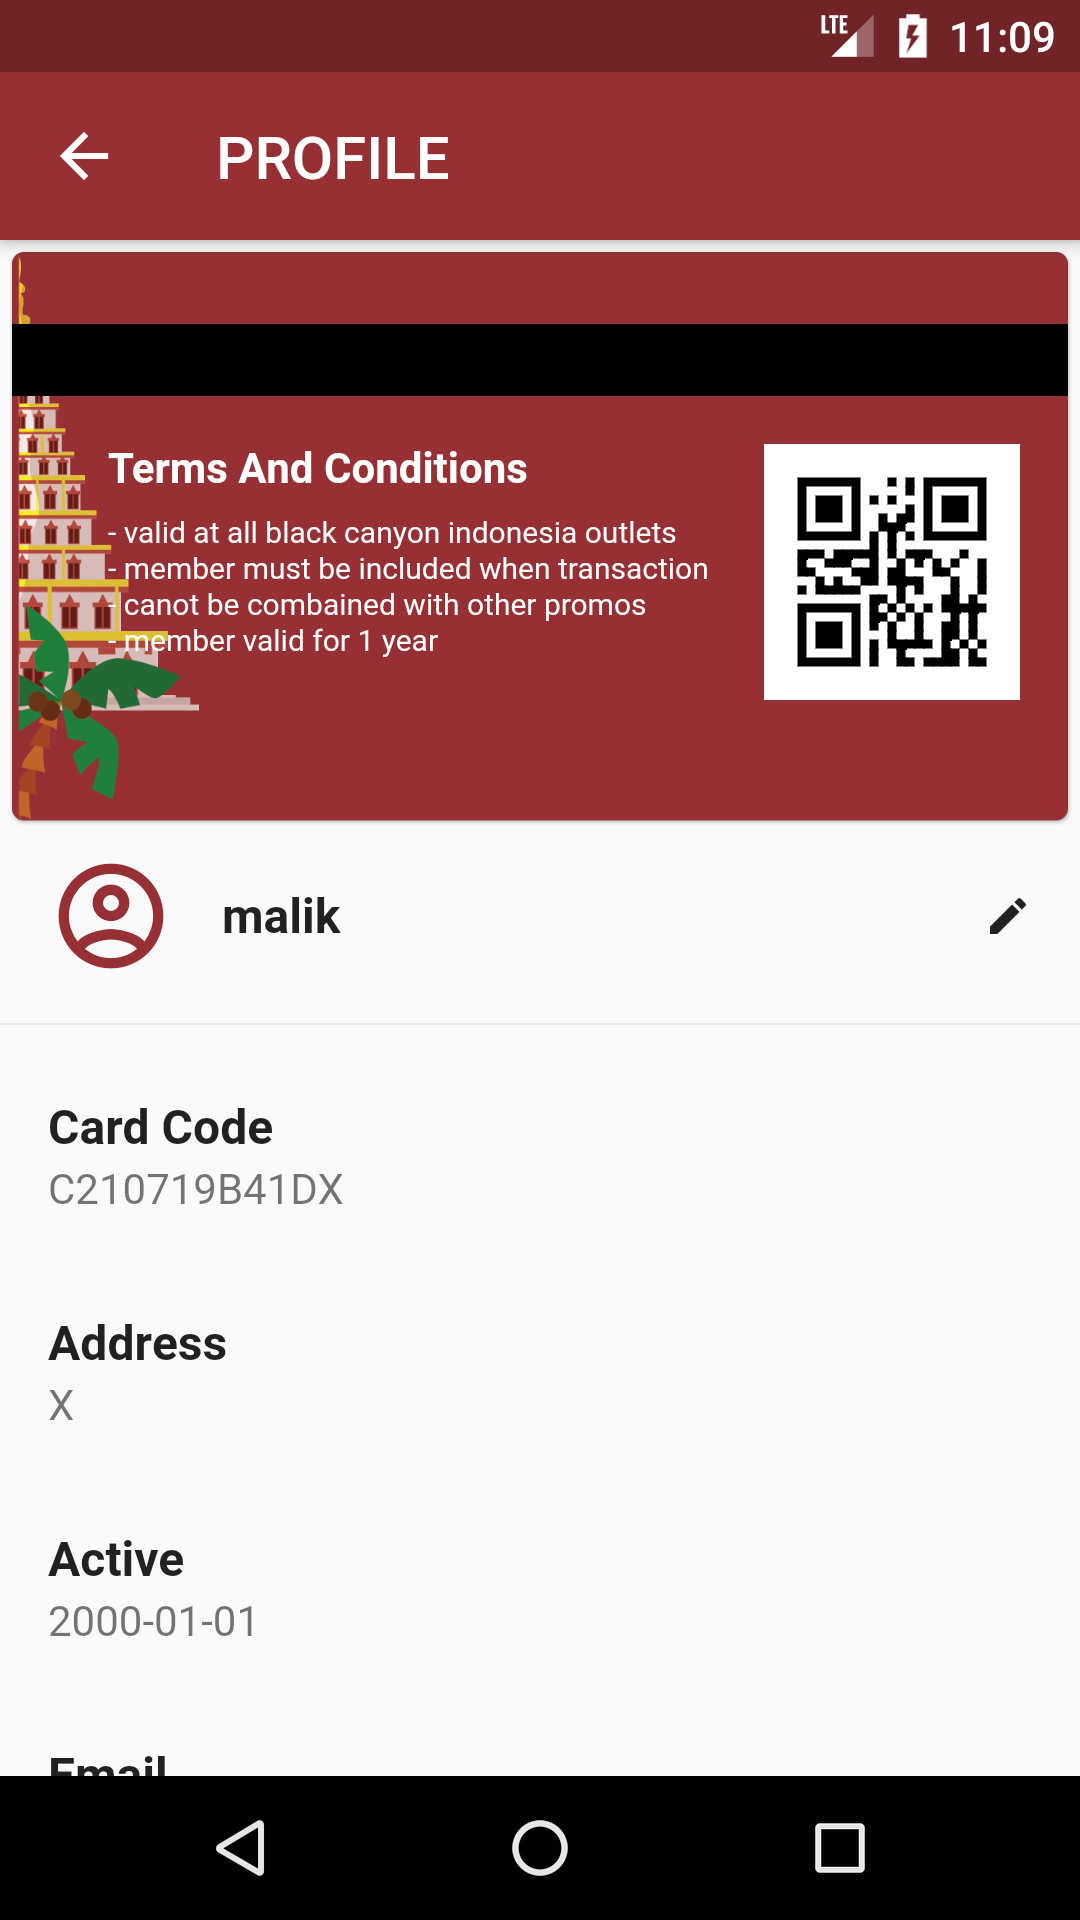 LTE 11:09
PROFILE
Terms And Conditions
- valid at all black canyon indonesia outlets
- member must be included when transaction
- canot be combained with other promos
- member valid for 1 year
malik
Card Code
C210719B41DX
Address
X
Active
2000-01-01
Email